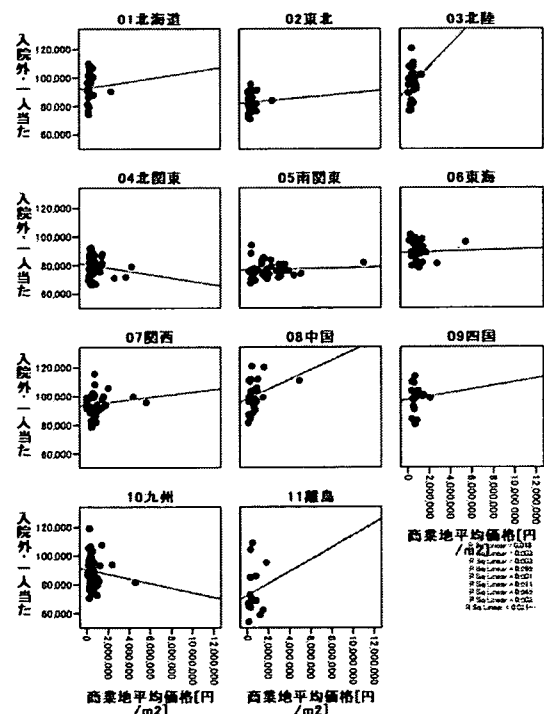 01北海道
02東北
03北陸
入院外・一人当た
120,000
100,000
80,000
60,000
04北関東
05南関東
06東海
入院外・一人当た
120,000
100,000
80,000
60,000
07関西
08中国
09四国
入院外・一人当た
120,000
100,000
80,000
60,000
10九州
11離島
入院外・一人当た
120,000
100,000
80,000
60,000
0
2,000,000
4,000,000
6,000,000
8,000,000
10,000,000
12,000,000
商業地平均価格[円
/m2]
0
2,000,000
4,000,000
6,000,000
8,000,000
10,000,000
12,000,000
商業地平均価格[円
/m2]
0
2,000,000
4,000,000
6,000,000
8,000,000
10,000,000
12,000,000
商業地平均価格[円
/m2]